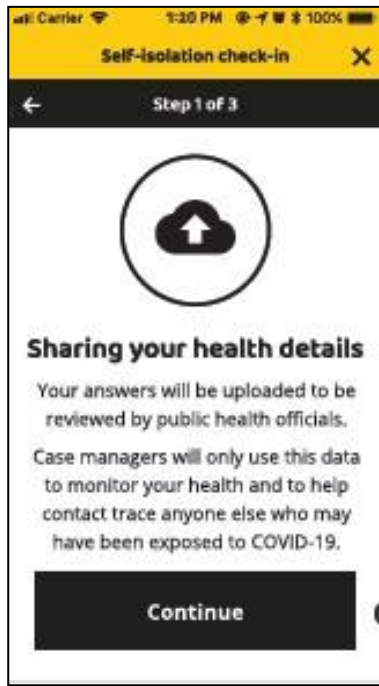 Carrier 1:20 PM 100%
Self-isolation check-in
Step 1 of 3
Sharing your health details
Your answers will be uploaded to be
reviewed by public health officials.
Case managers will only use this data
to monitor your health and to help
contact trace anyone else who may
have been exposed to COVID-19.
Continue